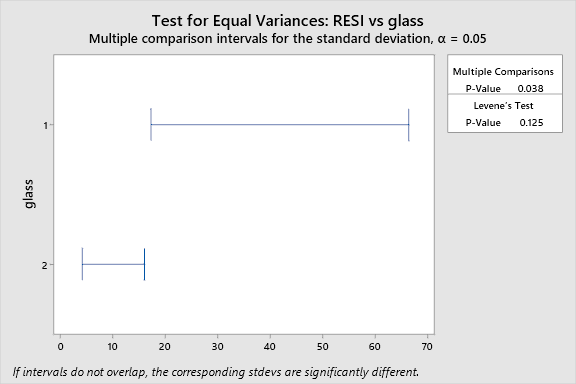 Test for Equal Variances: RESI vs glass
Multiple comparison intervals for the standard deviation, α = 0.05
Multiple Comparisons
P-Value 0.038
Levene's Test
P-Value 0.125
glass
1
2
0 10 20 30 40 50 60 70
If intervals do not overlap, the corresponding stdevs are significantly different.